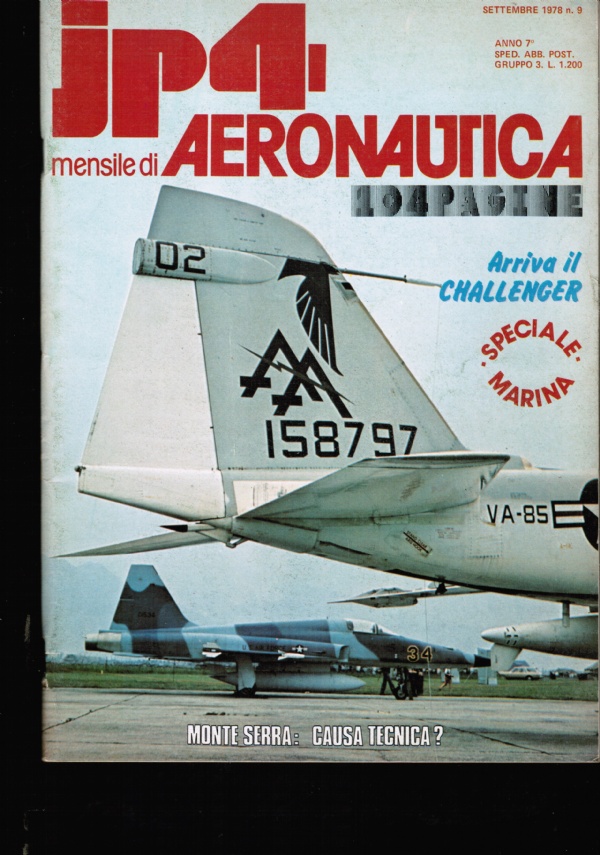 SETTEMBRE 1978 n. 9
jp4
ANNO 7°
SPED. ABB. POST.
GRUPPO 3. L. 1.200
mensile di AERONAUTICA
104 PAGINE
02
Arriva il
CHALLENGER
SPECIALE
MARINA
AA
158797
VA-85
34
MONTE SERRA: CAUSA TECNICA?